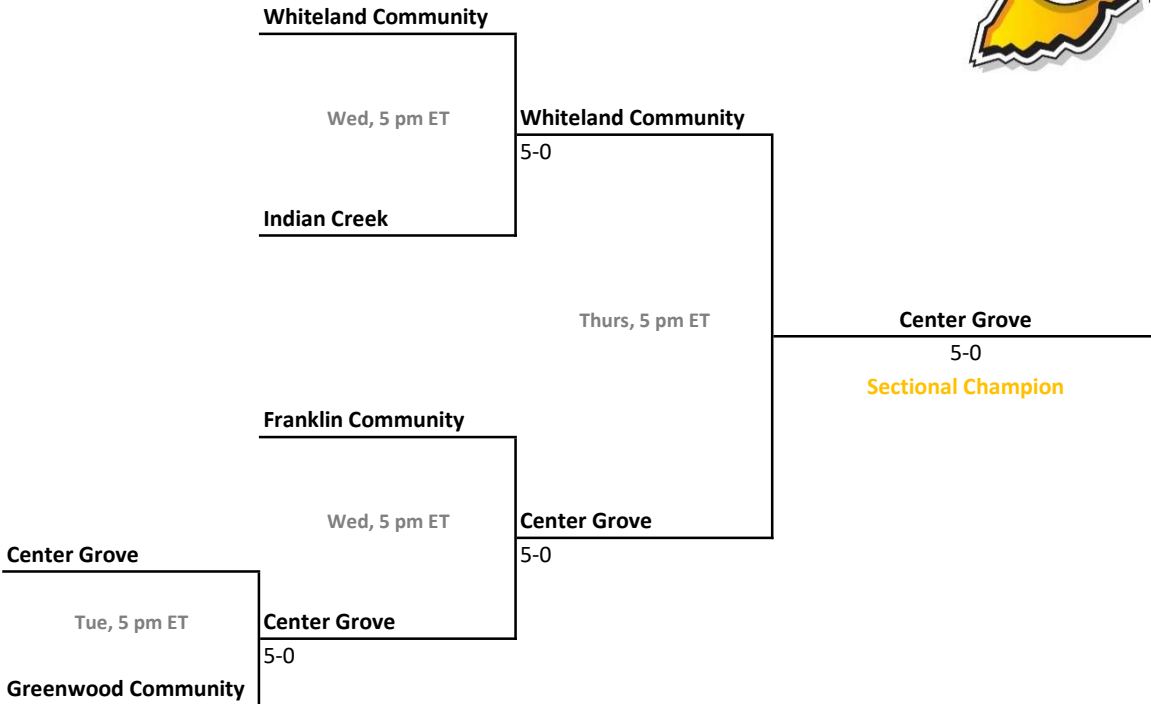 Whiteland Community
Wed, 5 pm ET
Whiteland Community
5-0
Indian Creek
Thurs, 5 pm ET
Center Grove
5-0
Sectional Champion
Franklin Community
Wed, 5 pm ET
Center Grove
5-0
Center Grove
Tue, 5 pm ET
Center Grove
5-0
Greenwood Community